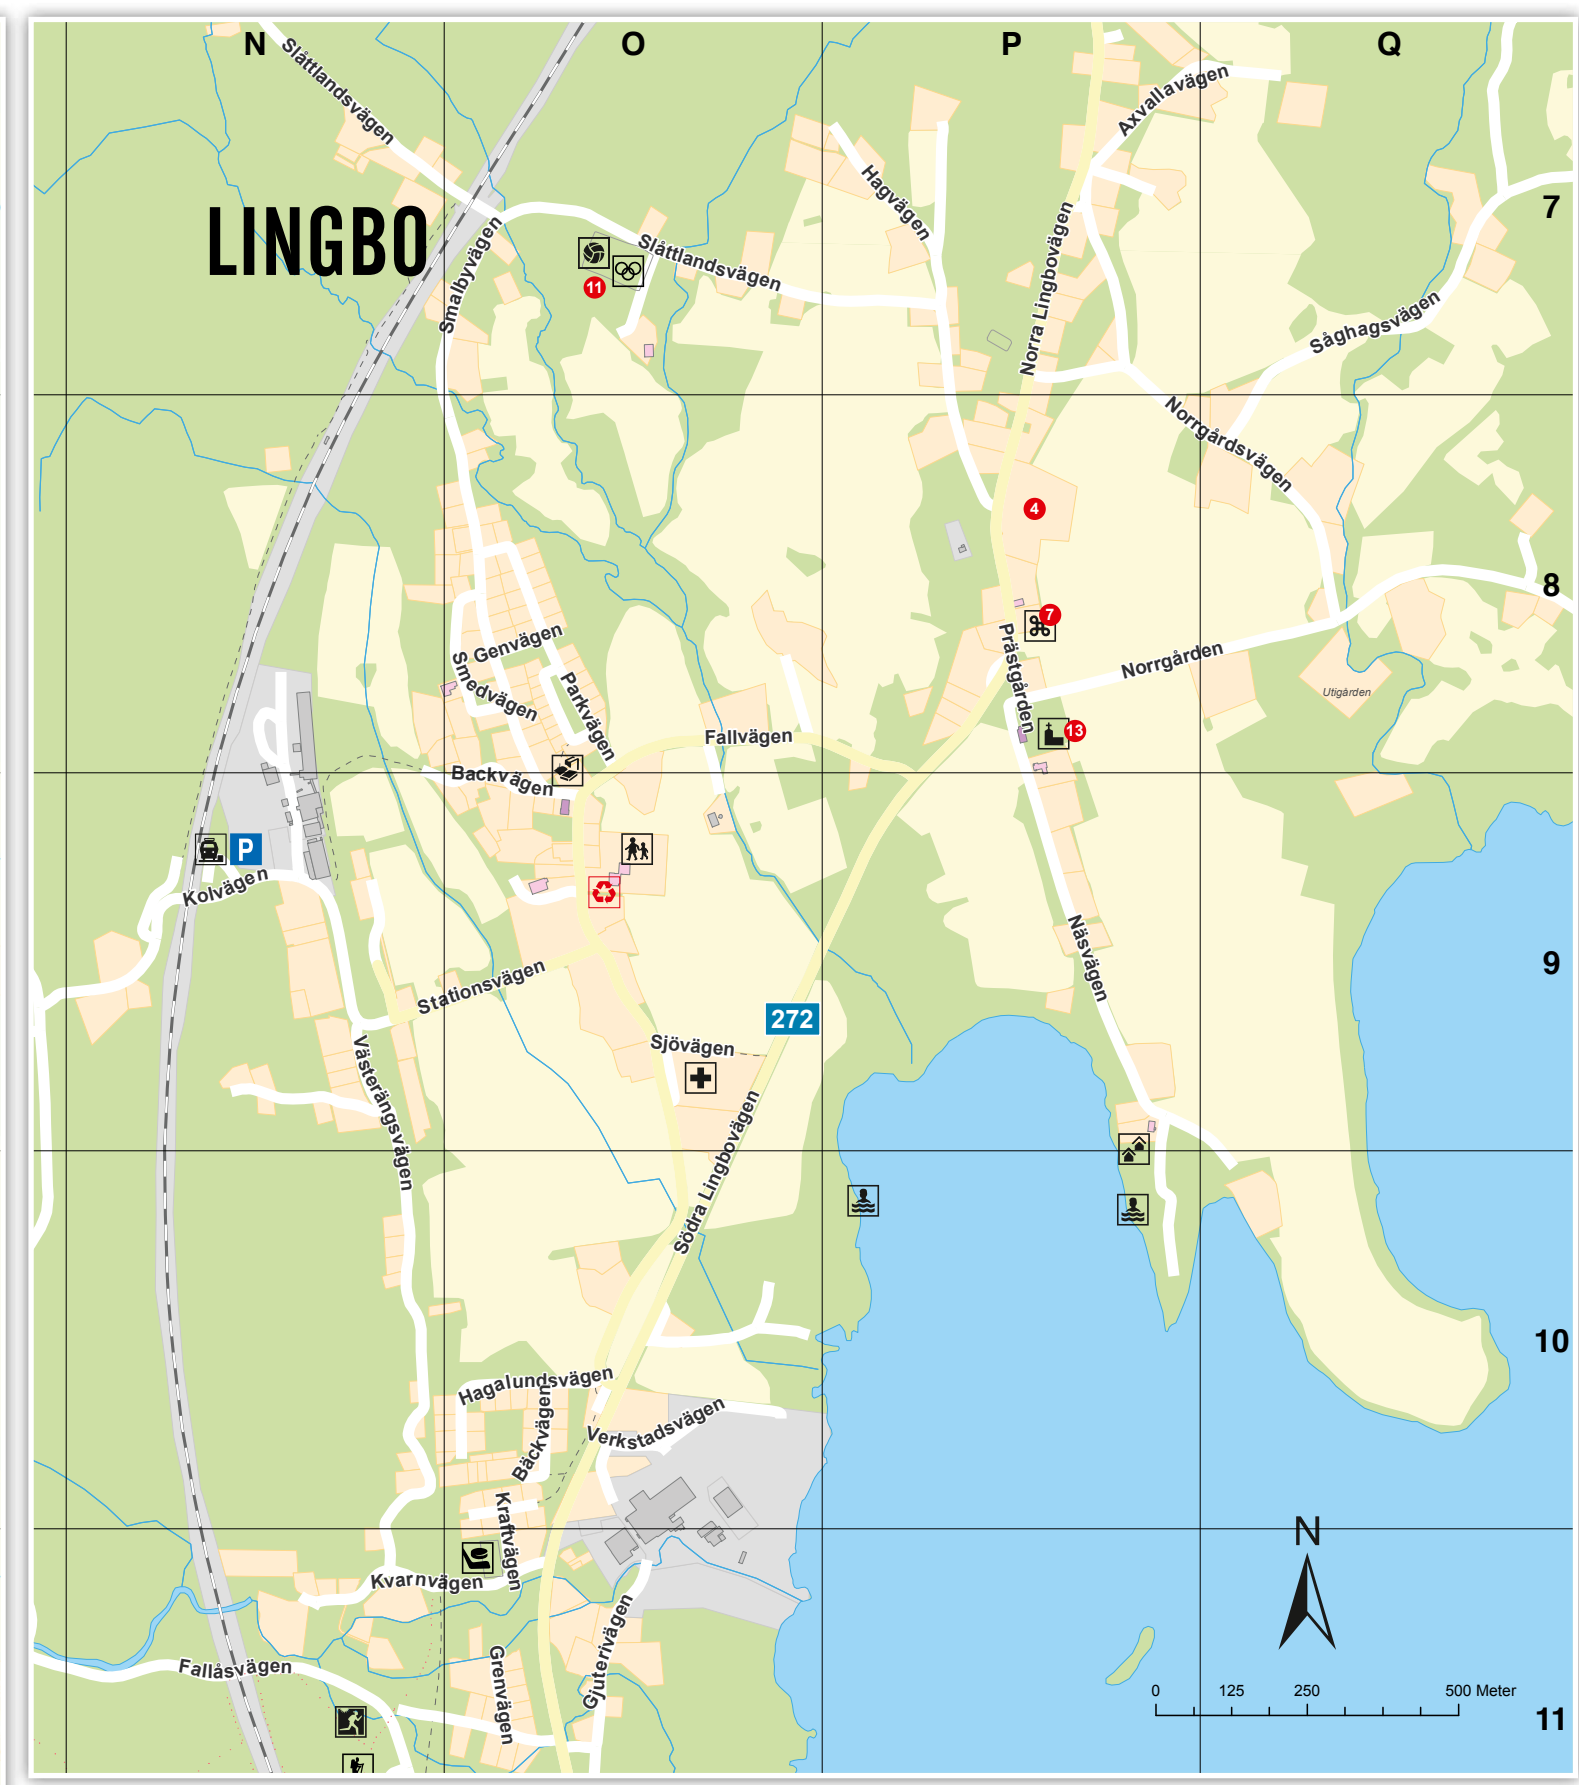 N
O
P
Q
Slåttlandsvägen
Axvallavägen
Hagvägen
7
LINGBO
Smalbyvägen
Slåttlandsvägen
11
Norra Lingbovägen
Såghagsvägen
Norrgårdsvägen
4
8
7
Genvägen
Smedvägen
Parkvägen
Prästgården
Norrgården
Utigården
13
Fallvägen
Backvägen
P
Kolvägen
Näsvägen
9
Stationsvägen
272
Sjövägen
Västerängsvägen
Södra Lingbovägen
10
Hagalundsvägen
Bäckvägen
Verkstadsvägen
Kraftvägen
N
Kvarnvägen
Gjuterivägen
Fallåsvägen
Grenvägen
0 125 250 500 Meter
11